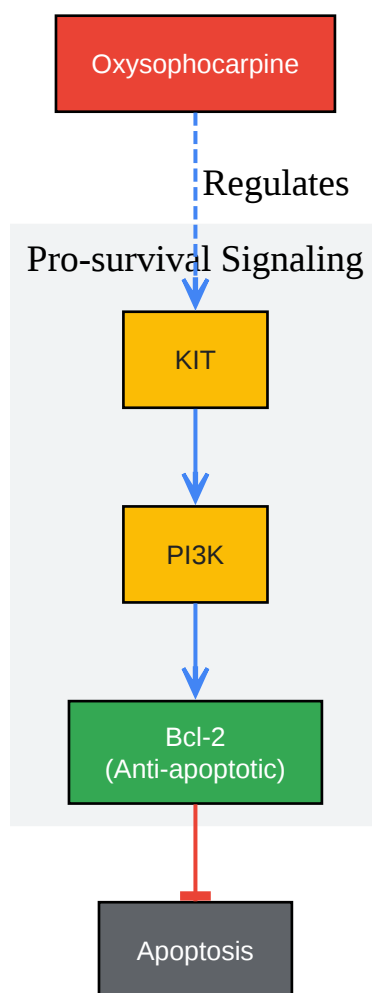 Oxysophocarpine
Regulates
Pro-survival Signaling
KIT
PI3K
Bcl-2
(Anti-apoptotic)
Apoptosis